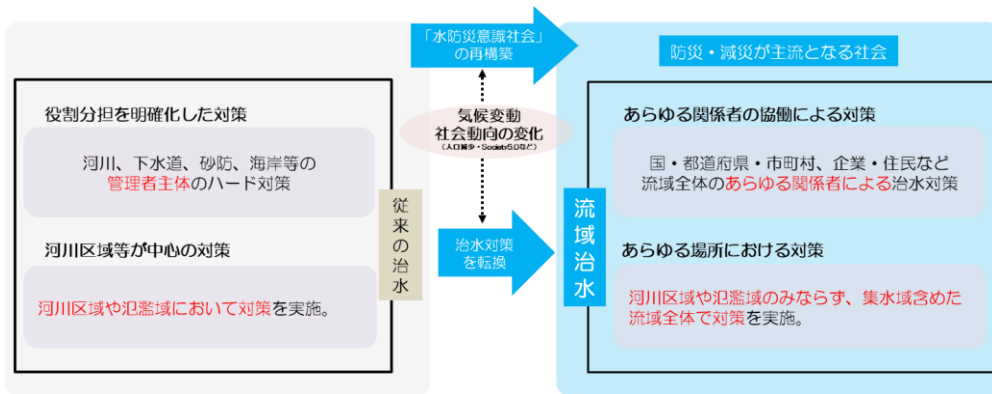 「水防災意識社会」
の再構築
防災・減災が主流となる社会
役割分担を明確化した対策
河川、下水道、砂防、海岸等の
管理者主体のハード対策
河川区域等が中心の対策
河川区域や氾濫域において対策を実施。
従来の治水
気候変動
社会動向の変化
(人口減少・Society5.0など)
治水対策
を転換
流域治水
あらゆる関係者の協働による対策
国・都道府県・市町村、企業・住民など
流域全体のあらゆる関係者による治水対策
あらゆる場所における対策
河川区域や氾濫域のみならず、集水域含めた
流域全体で対策を実施。